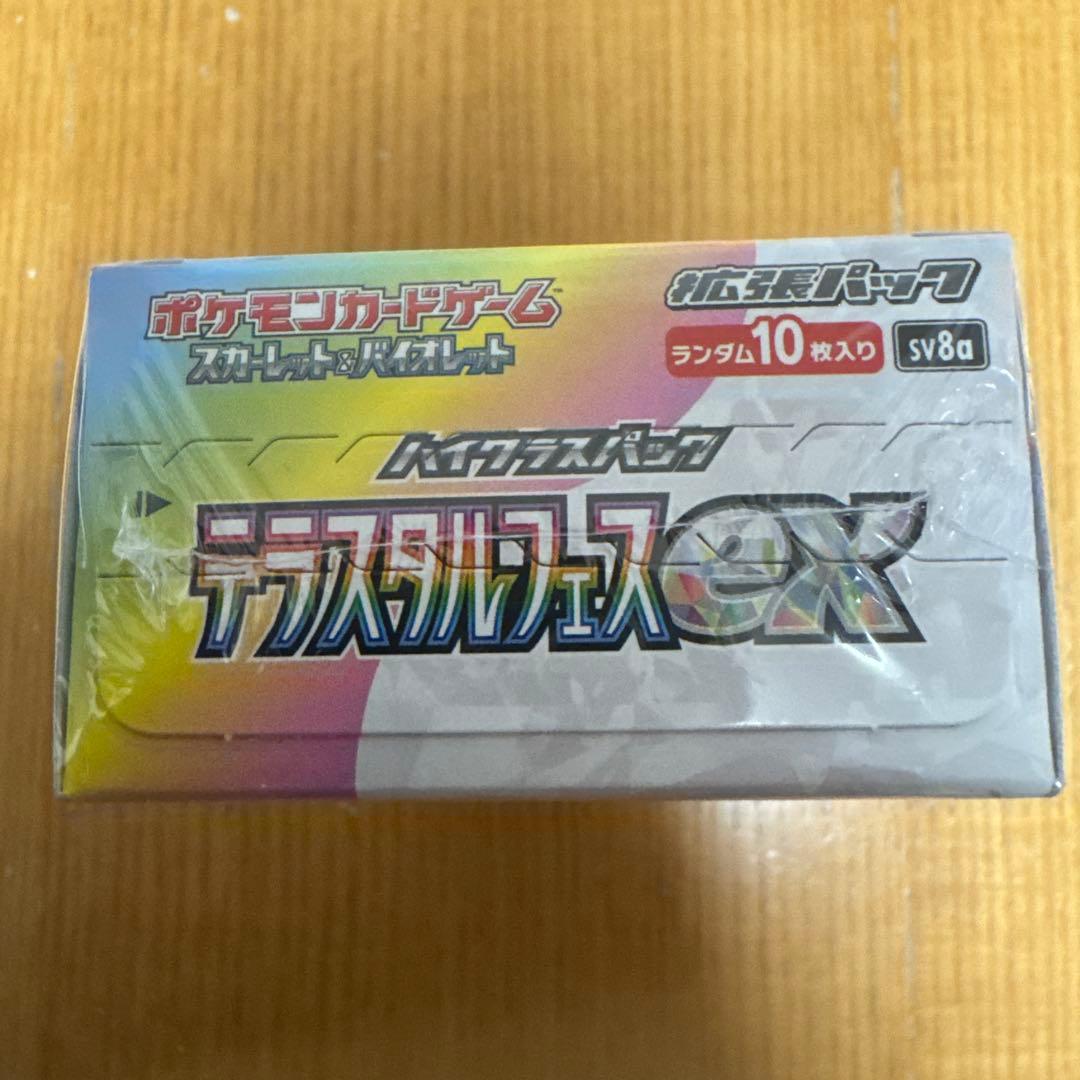 ポケモンカードゲーム™
スカーレット&バイオレット
拡張パック
ランダム10枚入り
SV8a
ハイクラスパック
テラスタルフェスex